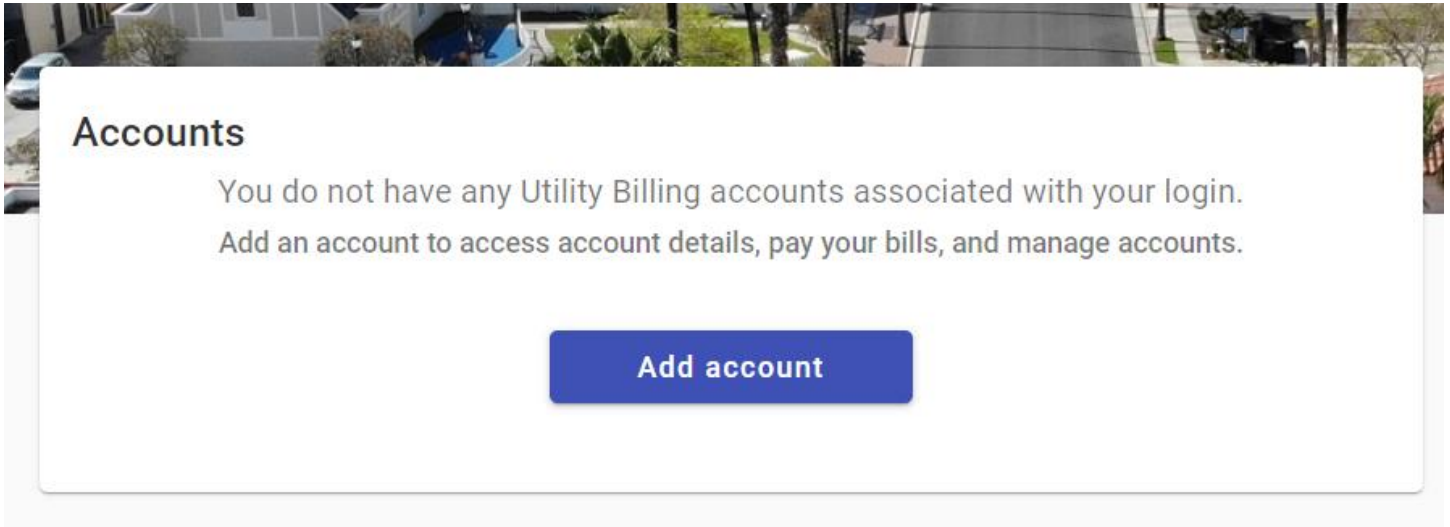 Accounts
You do not have any Utility Billing accounts associated with your login.
Add an account to access account details, pay your bills, and manage accounts.
Add account